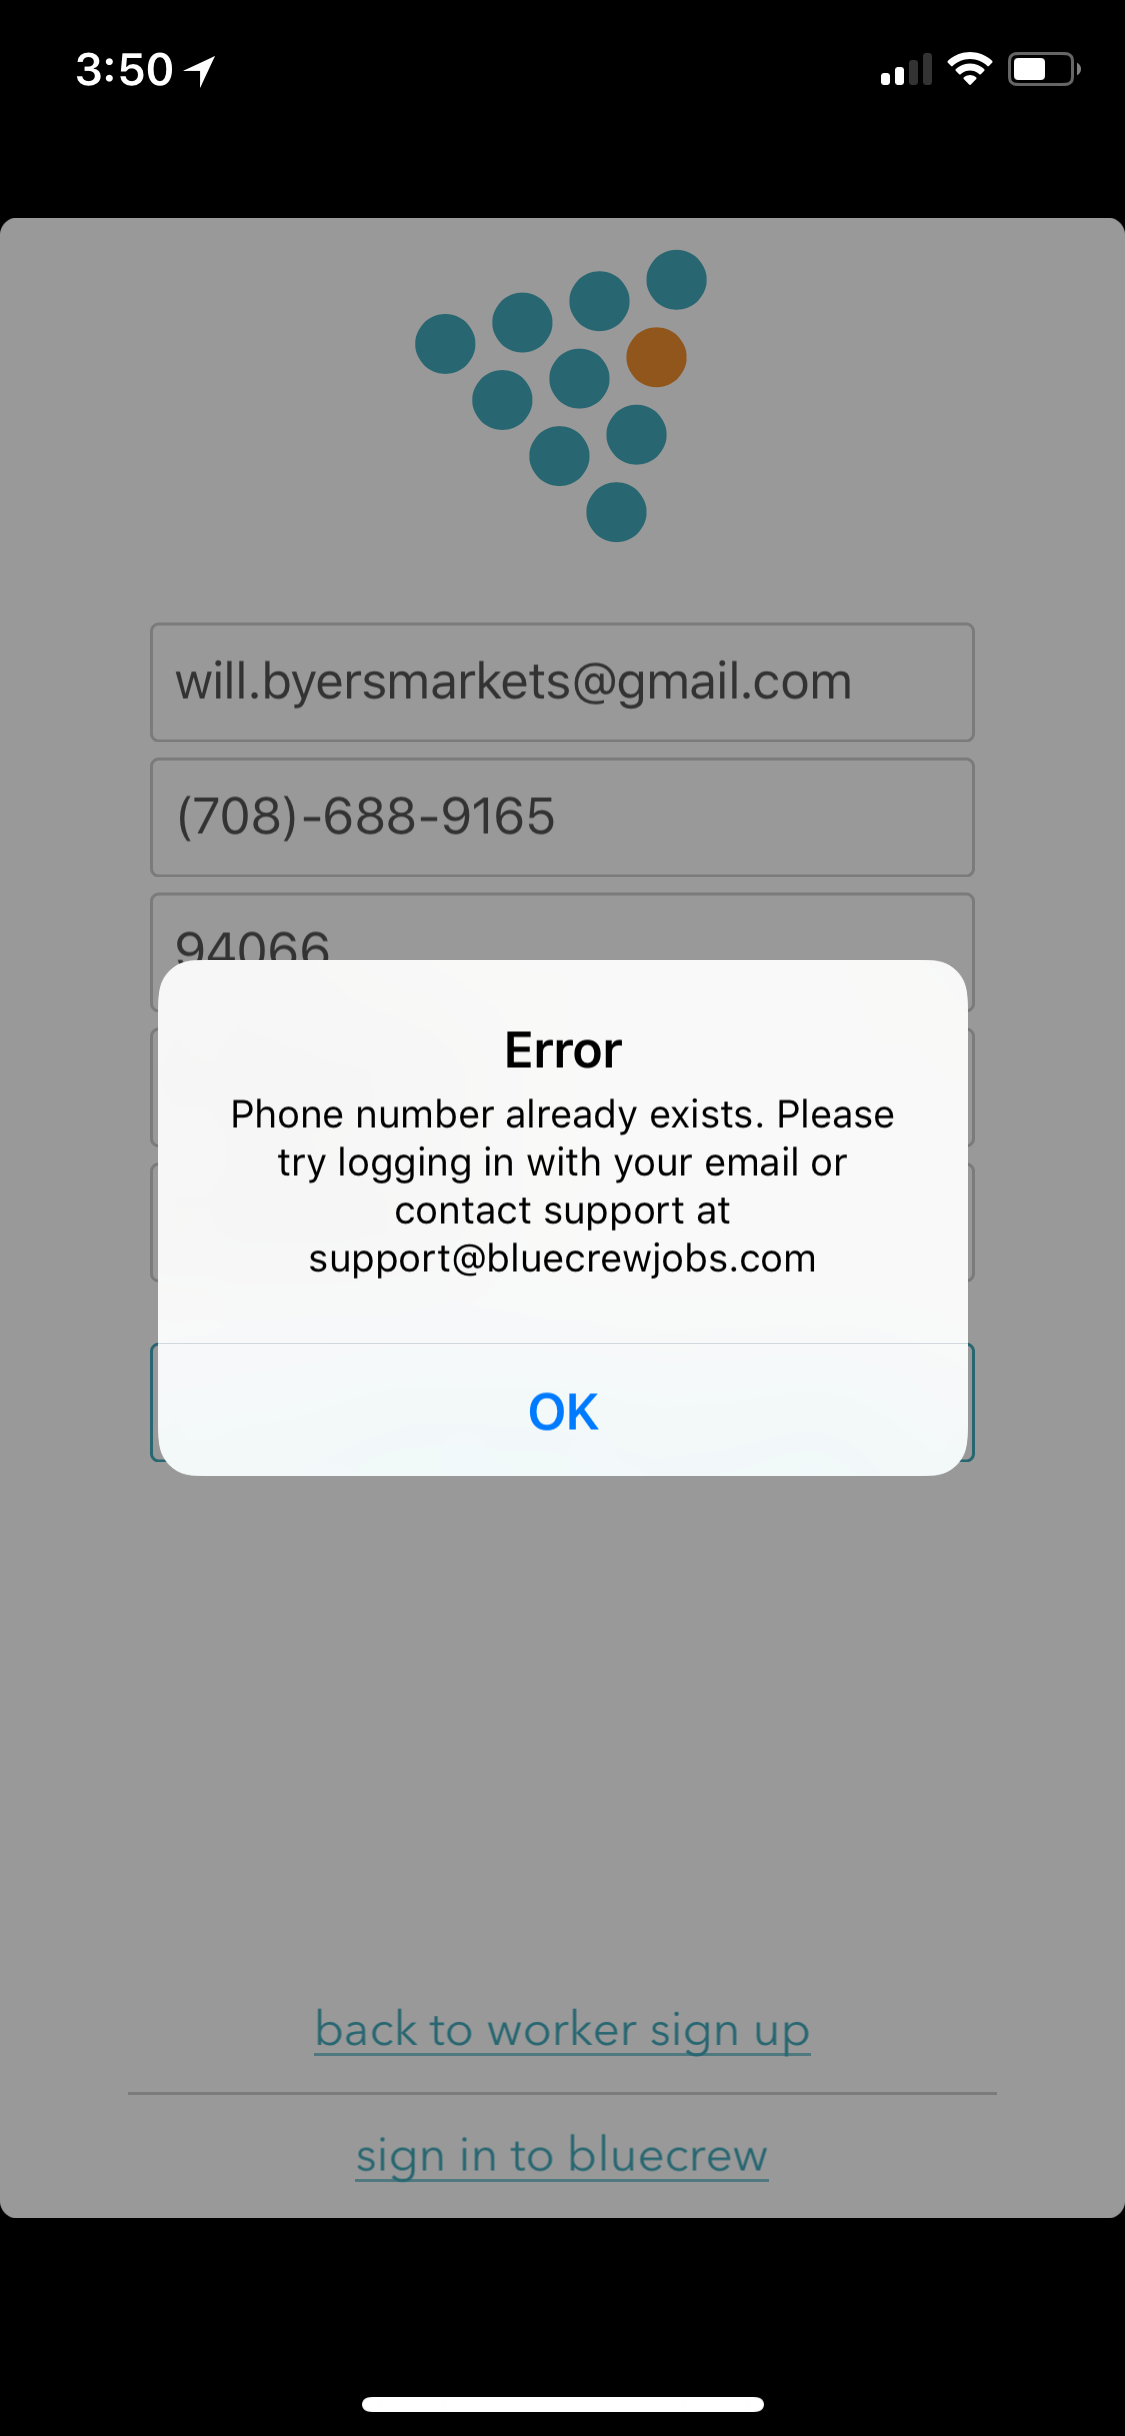 3:50
will.byersmarkets@gmail.com
(708)-688-9165
94066
Error
Phone number already exists. Please
try logging in with your email or
contact support at
support@bluecrewjobs.com
OK
back to worker sign up
sign in to bluecrew